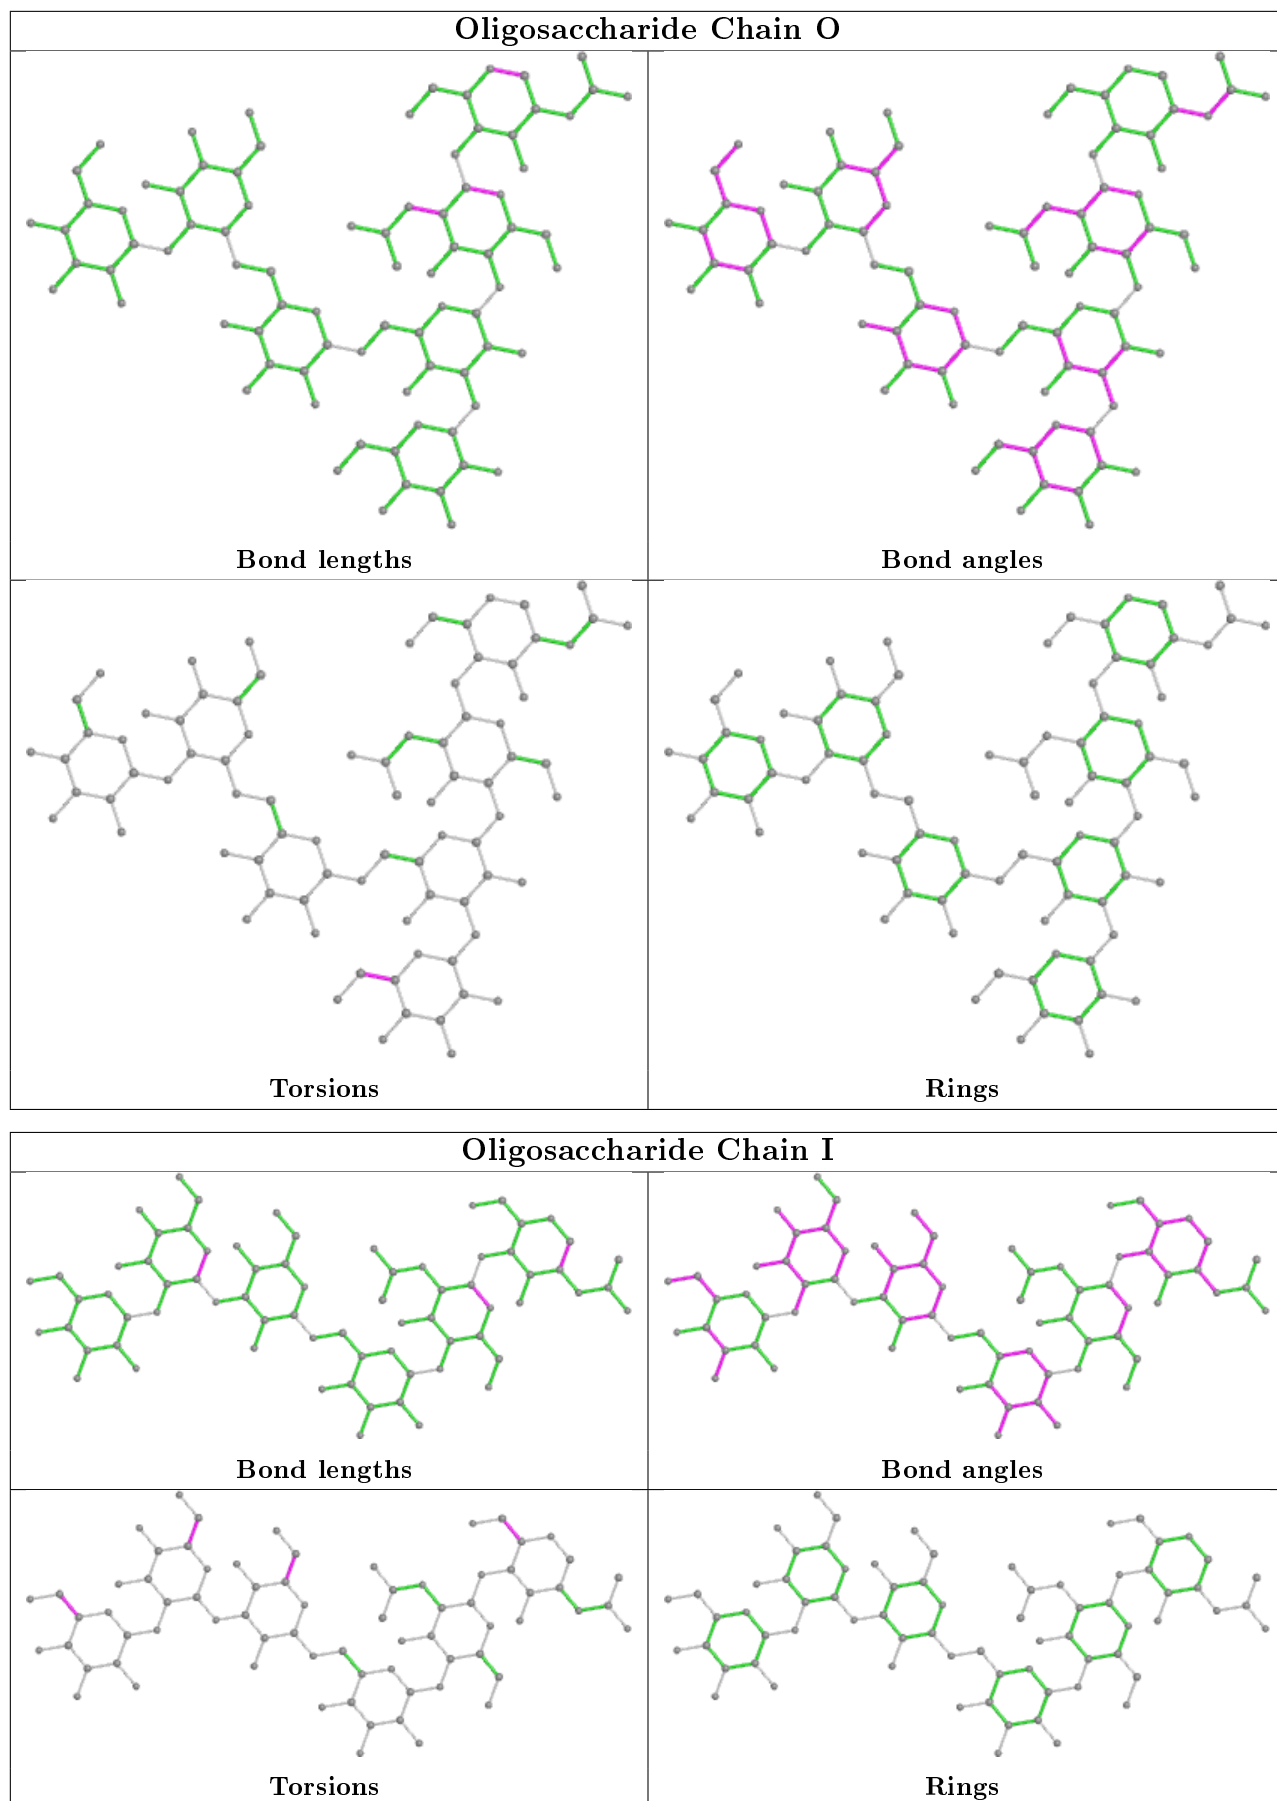 Oligosaccharide Chain O
Bond lengths
Bond angles
Torsions
Rings
Oligosaccharide Chain I
Bond lengths
Bond angles
Torsions
Rings